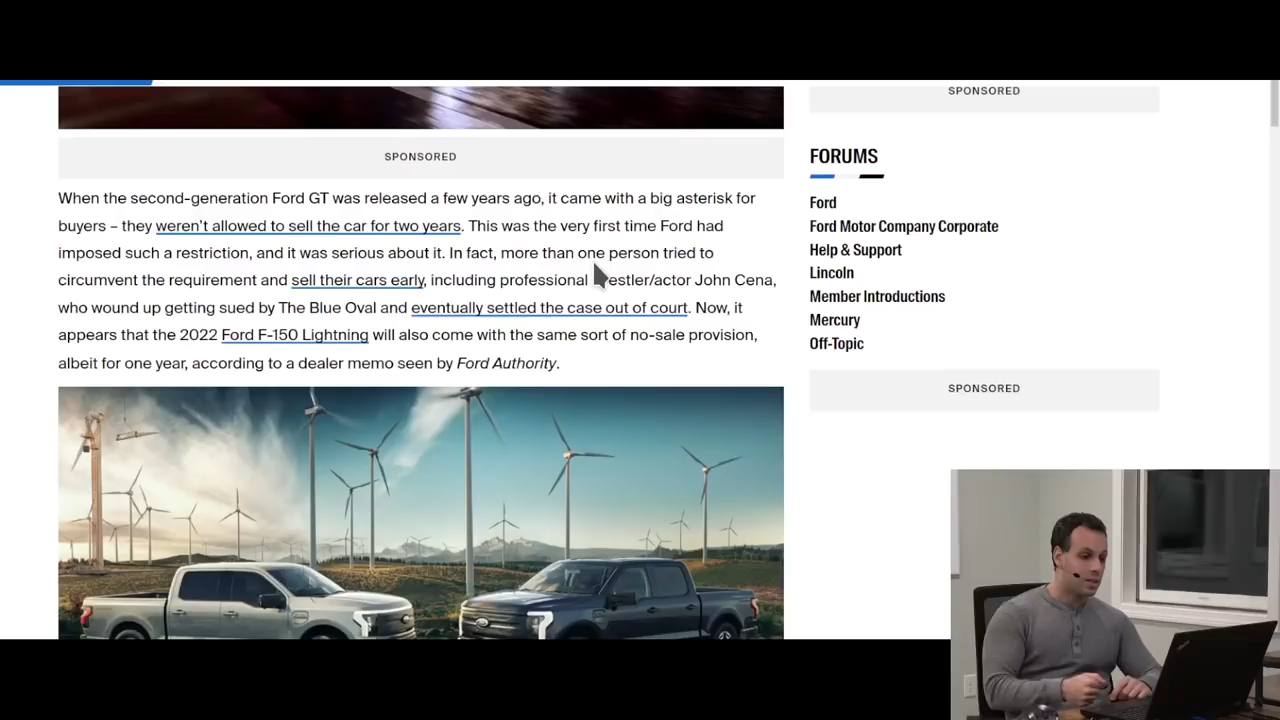 SPONSORED
When the second-generation Ford GT was released a few years ago, it came with a big asterisk for
buyers – they weren't allowed to sell the car for two years. This was the very first time Ford had
imposed such a restriction, and it was serious about it. In fact, more than one person tried to
circumvent the requirement and sell their cars early, including professional estler/actor John Cena,
who wound up getting sued by The Blue Oval and eventually settled the case out of court. Now, it
appears that the 2022 Ford F-150 Lightning will also come with the same sort of no-sale provision,
albeit for one year, according to a dealer memo seen by Ford Authority.
SPONSORED
FORUMS
Ford
Ford Motor Company Corporate
Help & Support
Lincoln
Member Introductions
Mercury
Off-Topic
SPONSORED